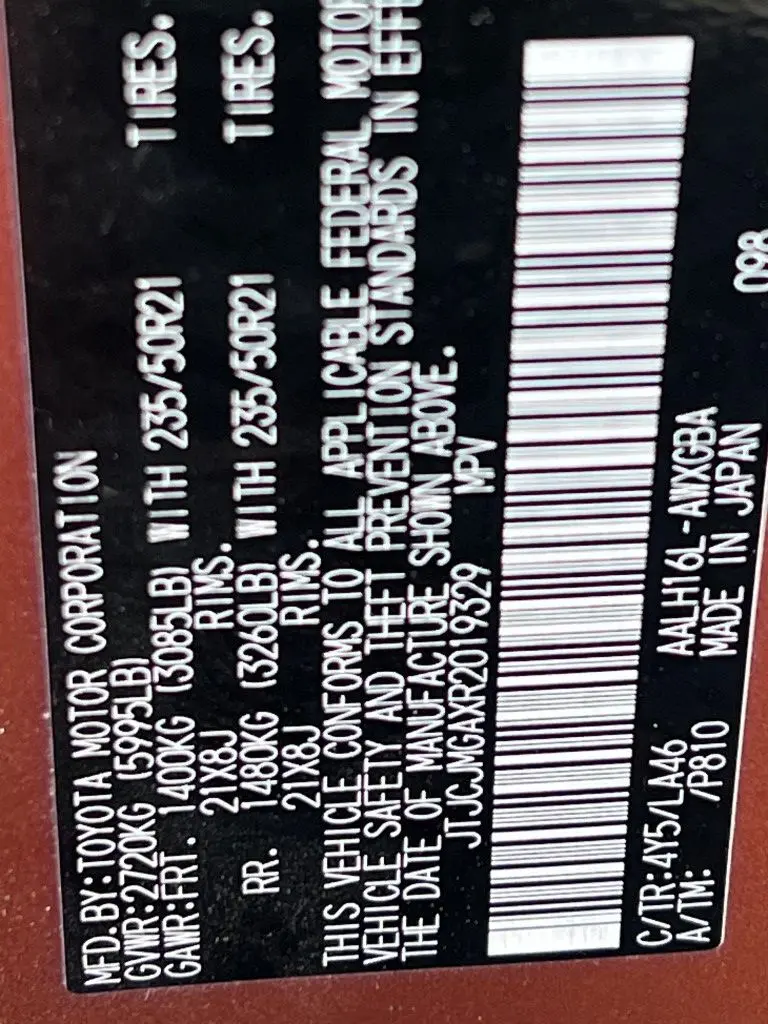 MFD.BY:TOYOTA MOTOR CORPORATION
GVWR:2720KG (5995LB)
GAWR:FRT. 1400KG (3085LB) WITH 235/50R21 TIRES.
21X8J RIMS.
RR. 1480KG (3260LB) WITH 235/50R21 TIRES.
21X8J RIMS.
THIS VEHICLE CONFORMS TO ALL APPLICABLE FEDERAL MOTOR
VEHICLE SAFETY AND THEFT PREVENTION STANDARDS IN EFFE
THE DATE OF MANUFACTURE SHOWN ABOVE.
JTJCJMGAXR2019329 MPV
C/TR:4Y5/LA46 AALH16L-AWXGBA
A/TM: /P810 MADE IN JAPAN 098